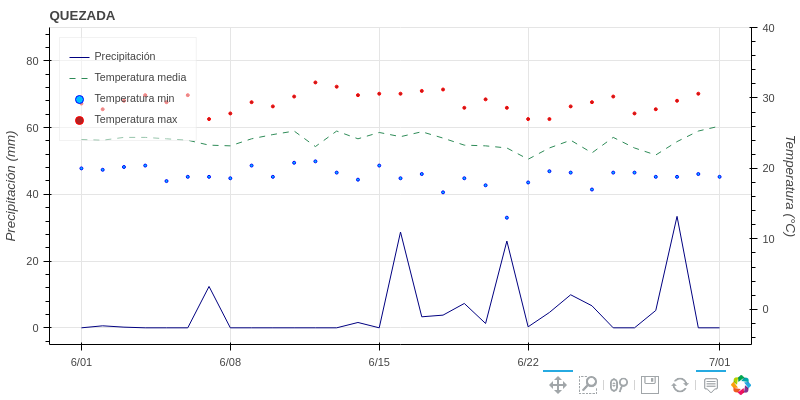 QUEZADA
Precipitación
Temperatura media
Temperatura min
Temperatura max
80
60
40
20
0
Precipitación (mm)
40
30
20
10
0
Temperatura (°C)
6/01
6/08
6/15
6/22
7/01